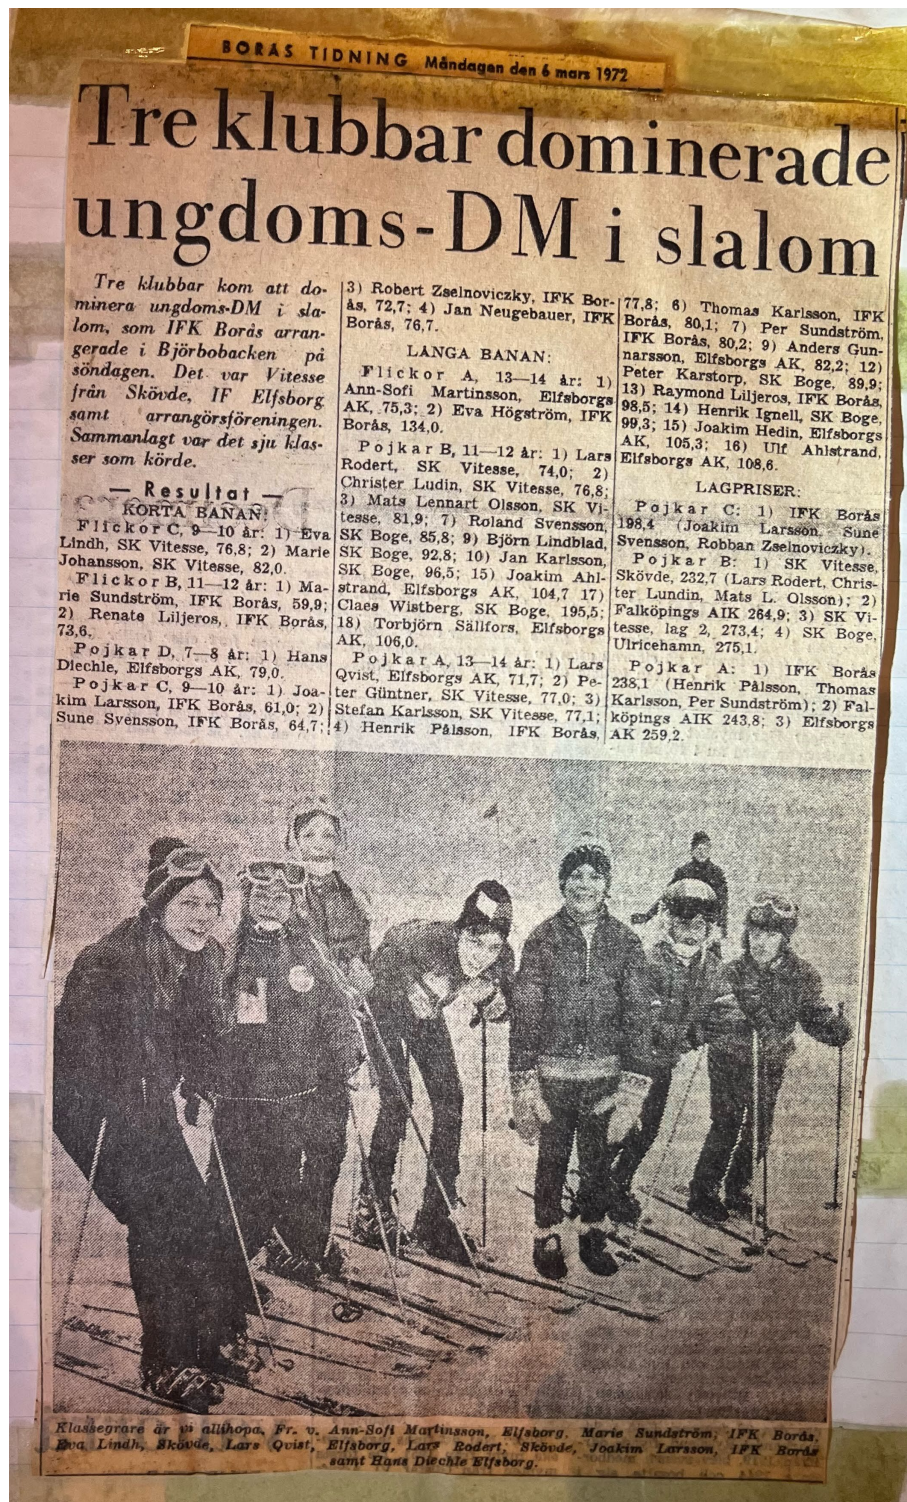 BORÅS TIDNING Måndagen den 6 mars 1972
Tre klubbar dominerade
ungdoms-DM i slalom
Tre klubbar kom att do-
minera ungdoms-DM i sla-
lom, som IFK Borås arran-
gerade i Björbobacken på
söndagen. Det var Vitesse
från Skövde, IF Elfsborg
samt arrangörsföreningen.
Sammanlagt var det sju klas-
ser som körde.
— Resultat —
KORTA BANAN:
Flickor C, 9—10 år: 1) Eva
Lindh, SK Vitesse, 76,8; 2) Marie
Johansson, SK Vitesse, 82,0.
Flickor B, 11—12 år: 1) Ma-
rie Sundström, IFK Borås, 59,9;
2) Renate Liljeros, IFK Borås,
73,6.
Pojkar D, 7—8 år: 1) Hans
Diechle, Elfsborgs AK, 79,0.
Pojkar C, 9—10 år: 1) Joa-
kim Larsson, IFK Borås, 61,0; 2)
Sune Svensson, IFK Borås, 64,7;
3) Robert Zselnoviczky, IFK Bor-
ås, 72,7; 4) Jan Neugebauer, IFK
Borås, 76,7.
LÅNGA BANAN:
Flickor A, 13—14 år: 1)
Ann-Sofi Martinsson, Elfsborgs
AK, 75,3; 2) Eva Högström, IFK
Borås, 134,0.
Pojkar B, 11—12 år: 1) Lars
Rodert, SK Vitesse, 74,0; 2)
Christer Ludin, SK Vitesse, 76,8;
3) Mats Lennart Olsson, SK Vi-
tesse, 81,9; 7) Roland Svensson,
SK Boge, 85,8; 9) Björn Lindblad,
SK Boge, 92,8; 10) Jan Karlsson,
SK Boge, 96,5; 15) Joakim Ahl-
strand, Elfsborgs AK, 104,7 17)
Claes Wistberg, SK Boge, 195,5;
18) Torbjörn Sällfors, Elfsborgs
AK, 106,0.
Pojkar A, 13—14 år: 1) Lars
Qvist, Elfsborgs AK, 71,7; 2) Pe-
ter Güntner, SK Vitesse, 77,0; 3)
Stefan Karlsson, SK Vitesse, 77,1;
4) Henrik Pålsson, IFK Borås,
77,8; 6) Thomas Karlsson, IFK
Borås, 80,1; 7) Per Sundström,
IFK Borås, 80,2; 9) Anders Gun-
narsson, Elfsborgs AK, 82,2; 12)
Peter Karstorp, SK Boge, 89,9;
13) Raymond Liljeros, IFK Borås,
98,5; 14) Henrik Ignell, SK Boge,
99,3; 15) Joakim Hedin, Elfsborgs
AK, 105,3; 16) Ulf Ahlstrand,
Elfsborgs AK, 108,6.
LAGPRISER:
Pojkar C: 1) IFK Borås
198,4 (Joakim Larsson, Sune
Svensson, Robban Zselnoviczky).
Pojkar B: 1) SK Vitesse,
Skövde, 232,7 (Lars Rodert, Chris-
ter Lundin, Mats L. Olsson); 2)
Falköpings AIK 264,9; 3) SK Vi-
tesse, lag 2, 273,4; 4) SK Boge,
Ulricehamn, 275,1.
Pojkar A: 1) IFK Borås
238,1 (Henrik Pålsson, Thomas
Karlsson, Per Sundström); 2) Fal-
köpings AIK 243,8; 3) Elfsborgs
AK 259,2.
Klassegrare är vi allihopa. Fr. v. Ann-Sofi Martinsson, Elfsborg, Marie Sundström, IFK Borås,
Eva Lindh, Skövde, Lars Qvist, Elfsborg, Lars Rodert, Skövde, Joakim Larsson, IFK Borås
samt Hans Diechle Elfsborg.